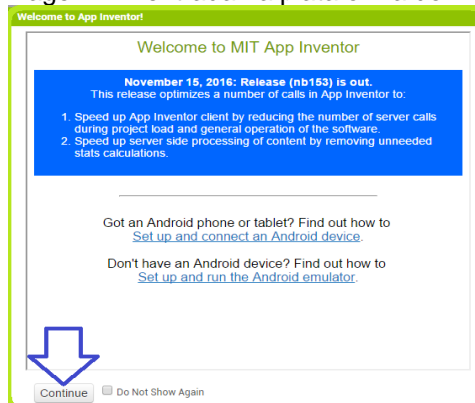 Welcome to App Inventor!
Welcome to MIT App Inventor
November 15, 2016: Release (nb153) is out.
This release optimizes a number of calls in App Inventor to:
1. Speed up App Inventor client by reducing the number of server calls
during project load and general operation of the software.
2. Speed up server side processing of content by removing unneeded
stats calculations.
Got an Android phone or tablet? Find out how to
Set up and connect an Android device.
Don't have an Android device? Find out how to
Set up and run the Android emulator.
Continue Do Not Show Again